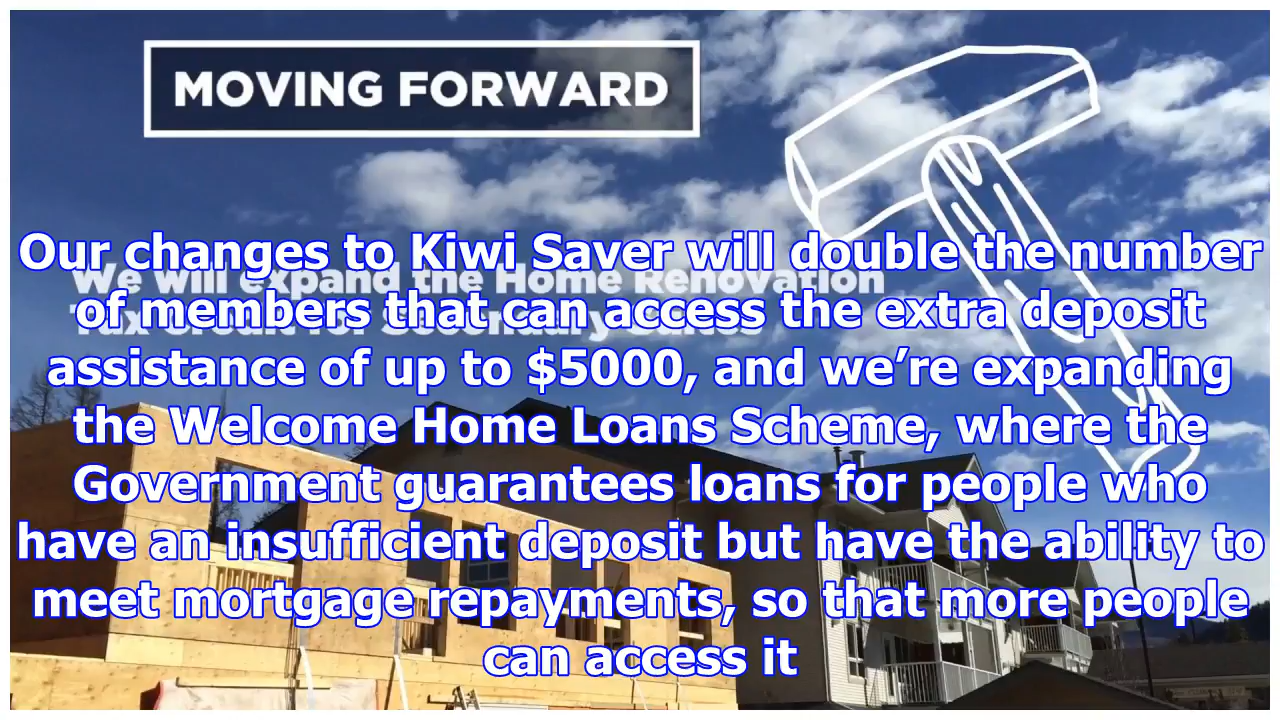 MOVING FORWARD
Our changes to Kiwi Saver will double the number
We will expand the Home Renovation
of members that can access the extra deposit
assistance of up to $5000, and we’re expanding
the Welcome Home Loans Scheme, where the
Government guarantees loans for people who
have an insufficient deposit but have the ability to
meet mortgage repayments, so that more people
can access it